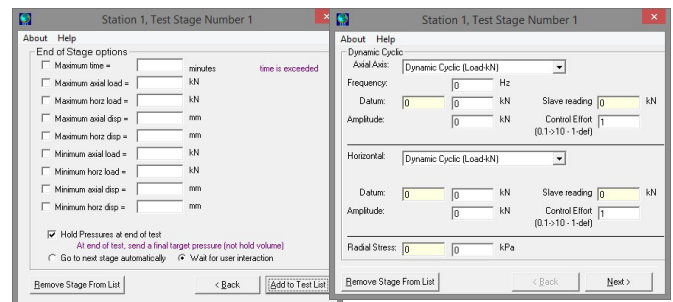 Station 1, Test Stage Number 1
About Help
End of Stage options
Maximum time = minutes time is exceeded
Maximum axial load = kN
Maximum horz load = kN
Maximum axial disp = mm
Maximum horz disp = mm
Minimum axial load = kN
Minimum horz load = kN
Minimum axial disp = mm
Minimum horz disp = mm
Hold Pressures at end of test
At end of test, send a final target pressure (not hold volume)
Go to next stage automatically Wait for user interaction
Remove Stage From List < Back Add to Test List
Station 1, Test Stage Number 1
About Help
Dynamic Cyclic
Axial Axis: Dynamic Cyclic (Load-kN)
Frequency: 0 Hz
Datum: 0 0 kN Slave reading 0 kN
Amplitude: 0 kN Control Effort 1
(0.1->10 - 1-def)
Horizontal: Dynamic Cyclic (Load-kN)
Datum: 0 0 kN Slave reading 0 kN
Amplitude: 0 kN Control Effort 1
(0.1->10 - 1-def)
Radial Stress: 0 0 kPa
Remove Stage From List < Back Next >